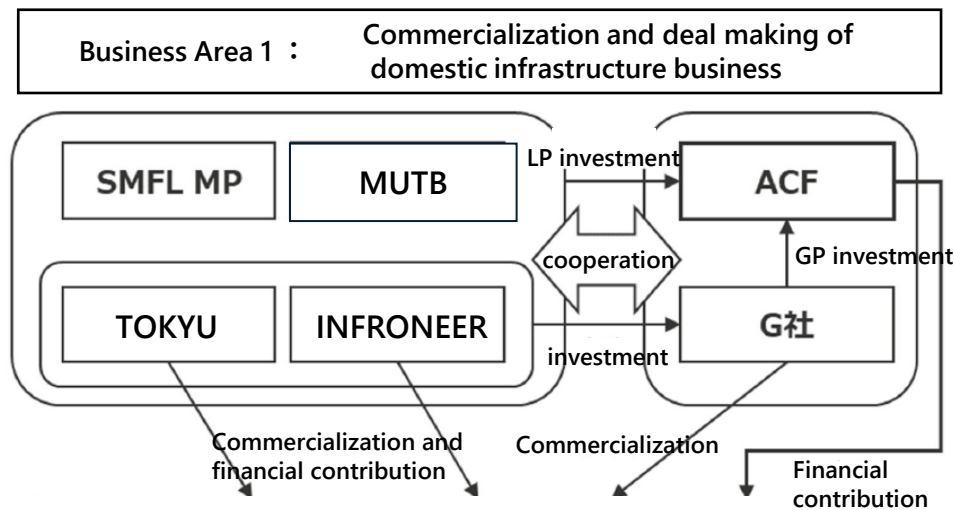 Business Area 1 ： Commercialization and deal making of
domestic infrastructure business
SMFL MP
MUTB
LP investment
ACF
cooperation
GP investment
TOKYU
INFRONEER
investment
G社
Commercialization and
financial contribution
Commercialization
Financial
contribution